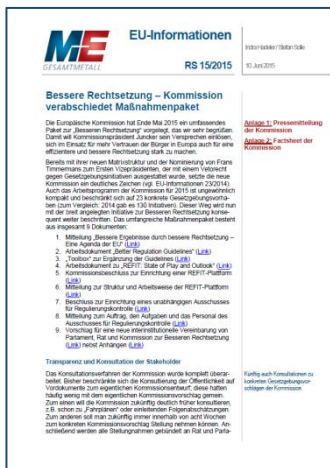 ME
GESAMTMETALL
EU-Informationen
RS 15/2015
Indra Hadeler / Stefan Solle
10. Juni 2015
Bessere Rechtsetzung – Kommission
verabschiedet Maßnahmenpaket
Die Europäische Kommission hat Ende Mai 2015 ein umfassendes
Paket zur „Besseren Rechtsetzung“ vorgelegt, das wir sehr begrüßen.
Damit will Kommissionspräsident Juncker sein Versprechen einlösen,
sich im Einsatz für mehr Vertrauen der Bürger in Europa auch für eine
effizientere und bessere Rechtsetzung stark zu machen.
Anlage 1: Pressemitteilung
der Kommission
Anlage 2: Factsheet der
Kommission
Bereits mit ihrer neuen Matrixstruktur und der Nominierung von Frans
Timmermans zum Ersten Vizepräsidenten, der mit einem Vetorecht
gegen Gesetzgebungsinitiativen ausgestattet wurde, setzte die neue
Kommission ein deutliches Zeichen (vgl. EU-Informationen 23/2014).
Auch das Arbeitsprogramm der Kommission für 2015 ist ungewöhnlich
kompakt und beschränkt sich auf 23 konkrete Gesetzgebungsvorha-
ben (zum Vergleich: 2014 gab es 130 Initiativen). Dieser Weg wird nun
mit der breit angelegten Initiative zur Besseren Rechtsetzung konse-
quent weiter beschritten. Das umfangreiche Maßnahmenpaket besteht
aus insgesamt 9 Dokumenten:
1. Mitteilung „Bessere Ergebnisse durch bessere Rechtsetzung –
Eine Agenda der EU“ (Link)
2. Arbeitsdokument „Better Regulation Guidelines“ (Link)
3. „Toolbox“ zur Ergänzung der Guidelines (Link)
4. Arbeitsdokument zu „REFIT: State of Play and Outlook“ (Link)
5. Kommissionsbeschluss zur Einrichtung einer REFIT-Plattform
(Link)
6. Mitteilung zur Struktur und Arbeitsweise der REFIT-Plattform
(Link)
7. Beschluss zur Einrichtung eines unabhängigen Ausschusses
für Regulierungskontrolle (Link)
8. Mitteilung zum Auftrag, den Aufgaben und das Personal des
Ausschusses für Regulierungskontrolle (Link)
9. Vorschlag für eine neue interinstitutionelle Vereinbarung von
Parlament, Rat und Kommission zur Besseren Rechtsetzung
(Link) nebst Anhängen (Link)
Transparenz und Konsultation der Stakeholder
Das Konsultationsverfahren der Kommission wurde komplett überar-
beitet. Bisher beschränkte sich die Konsultierung der Öffentlichkeit auf
Vordokumente zum eigentlichen Kommissionsentwurf, diese hatten
häufig wenig mit dem eigentlichen Kommissionsvorschlag gemein.
Zum einen will die Kommission zukünftig deutlich früher konsultieren,
z.B. schon zu „Fahrplänen“ oder einleitenden Folgenabschätzungen.
Zum anderen soll man zukünftig immer innerhalb von acht Wochen
zum konkreten Kommissionsvorschlag Stellung nehmen können. An-
schließend werden alle Stellungnahmen gebündelt an Rat und Parla-
Künftig auch Konsultationen zu
konkreten Gesetzgebungsvor-
schlägen der Kommission.